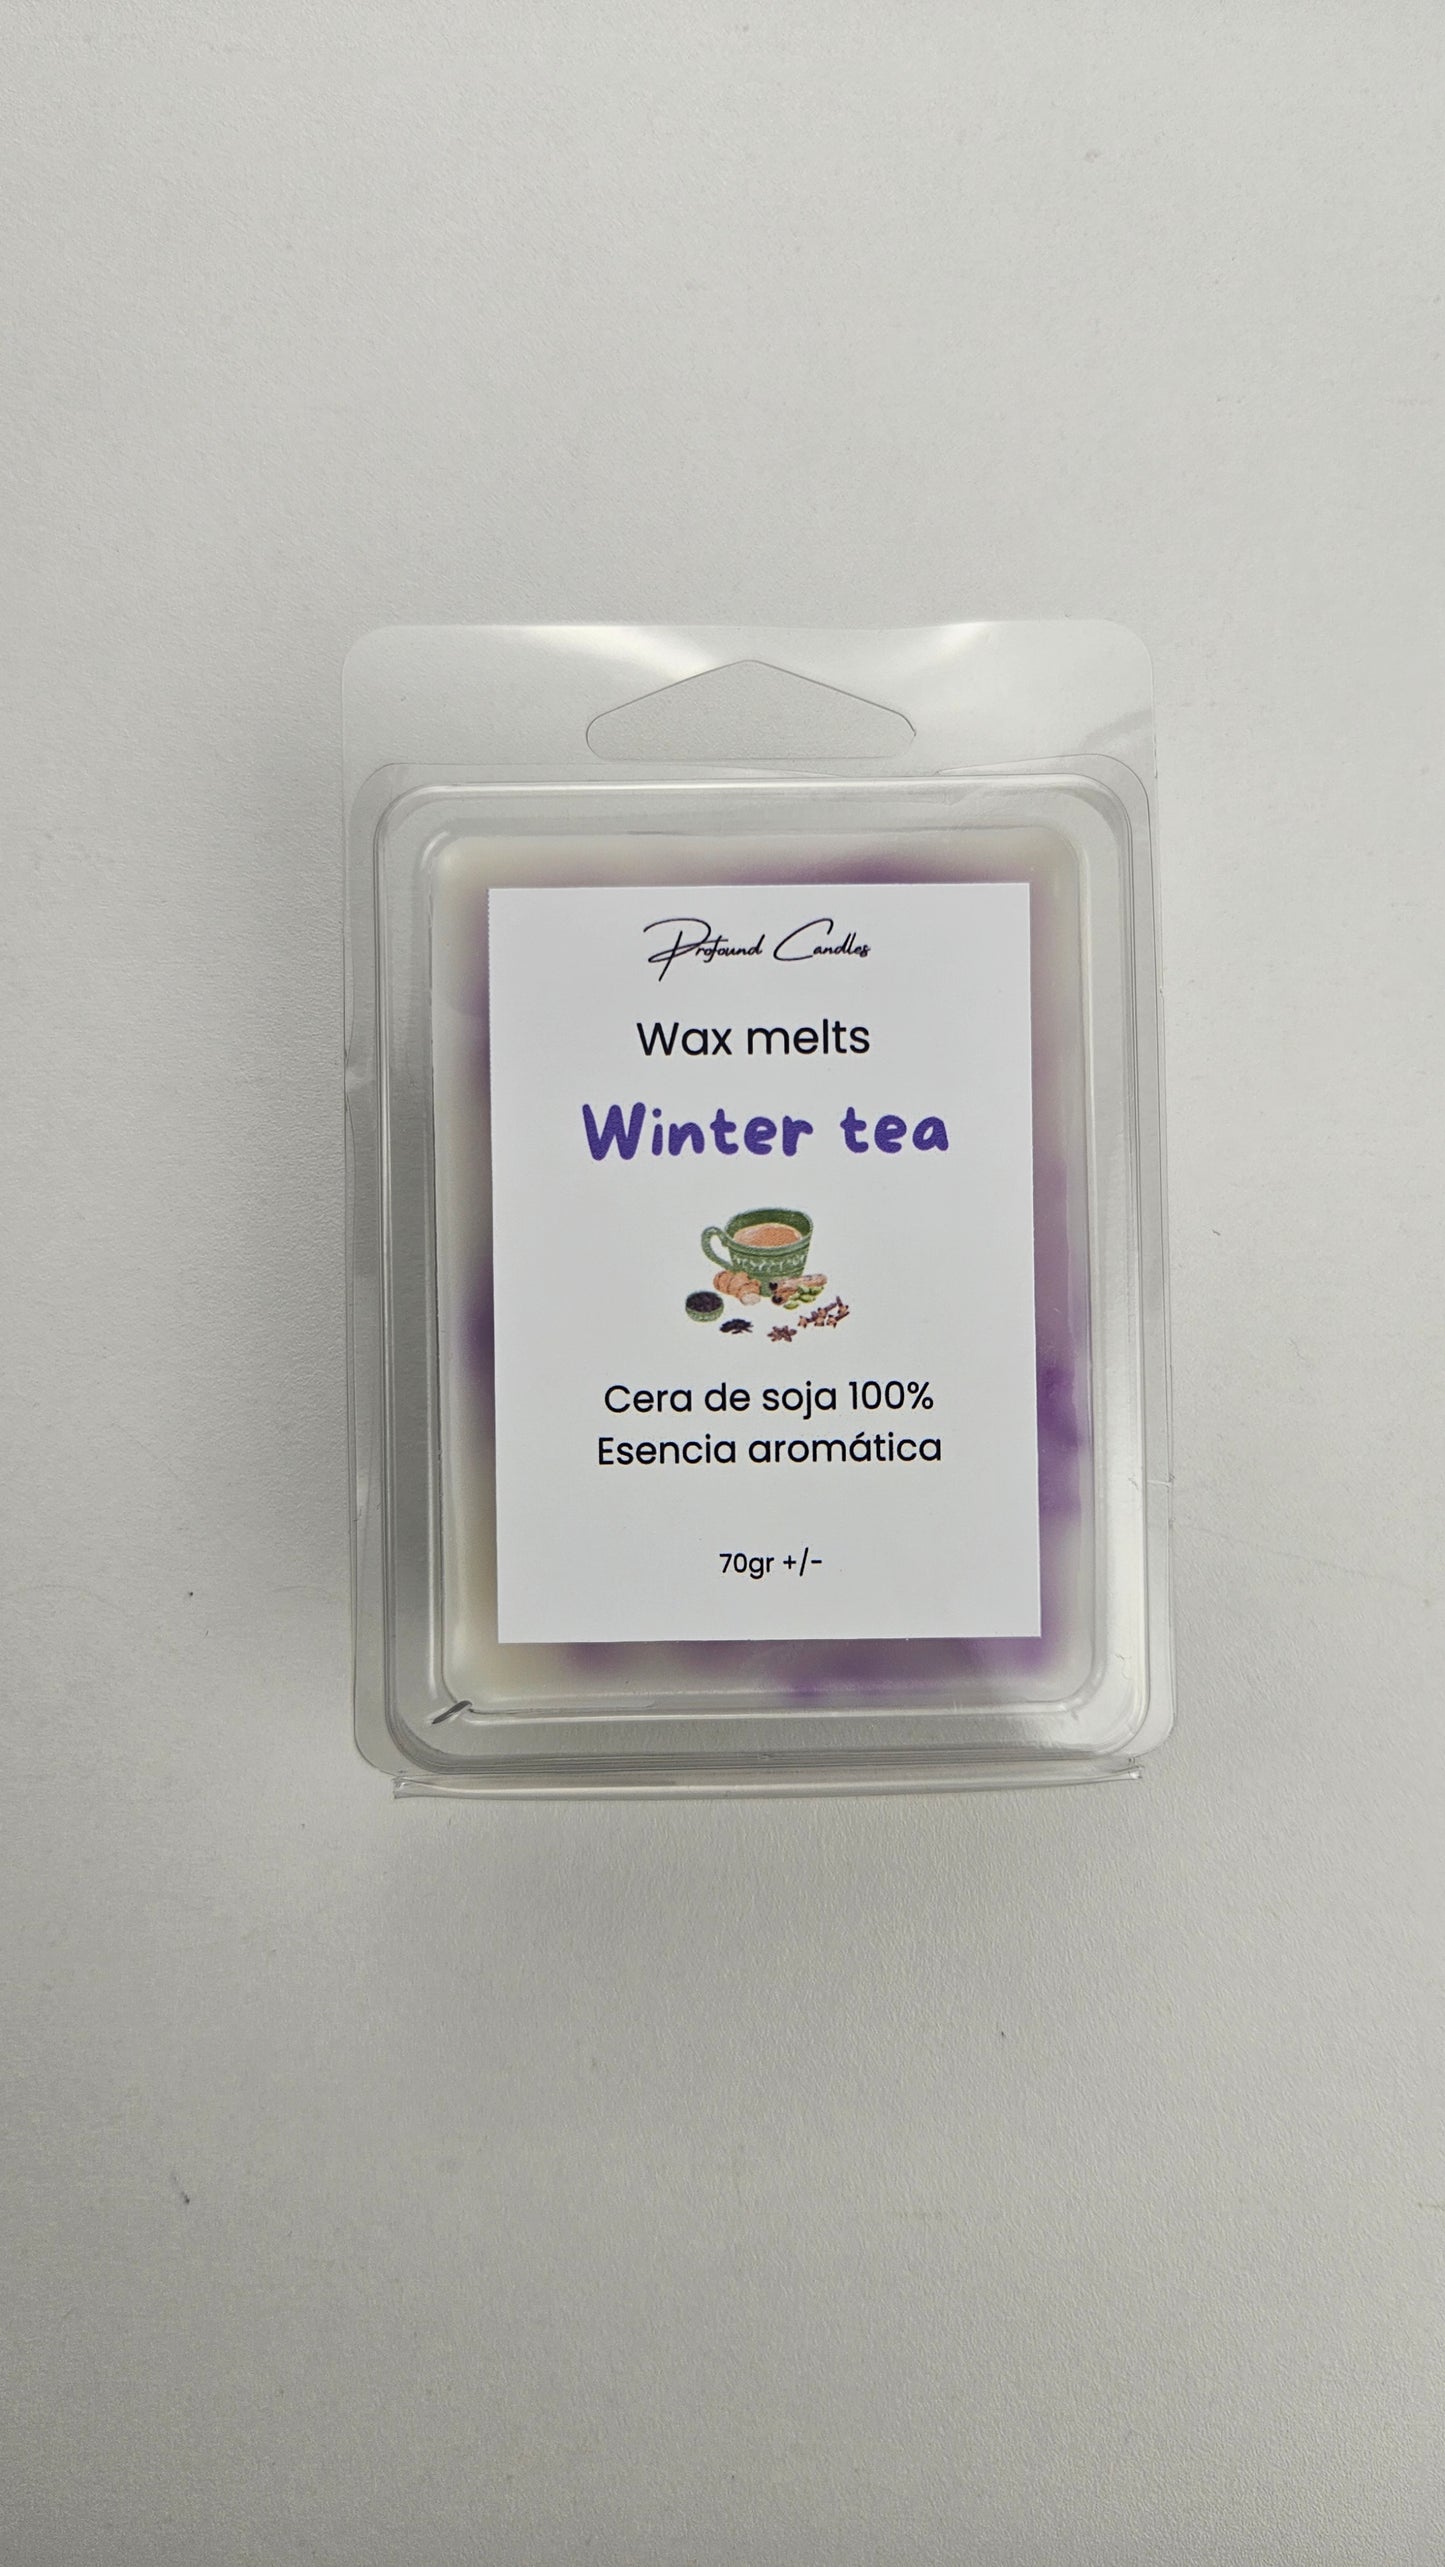 Profound Candles
Wax melts
Winter tea
Cera de soja 100%
Esencia aromática
70gr +/-